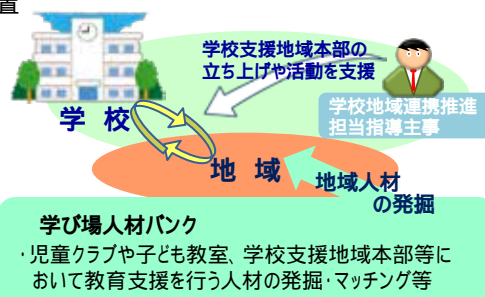 置
学校支援地域本部の
立ち上げや活動を支援
学校地域連携推進
担当指導主事
学 校
地 域
地域人材
の発掘
学び場人材バンク
・児童クラブや子ども教室、学校支援地域本部等に
おいて教育支援を行う人材の発掘・マッチング等